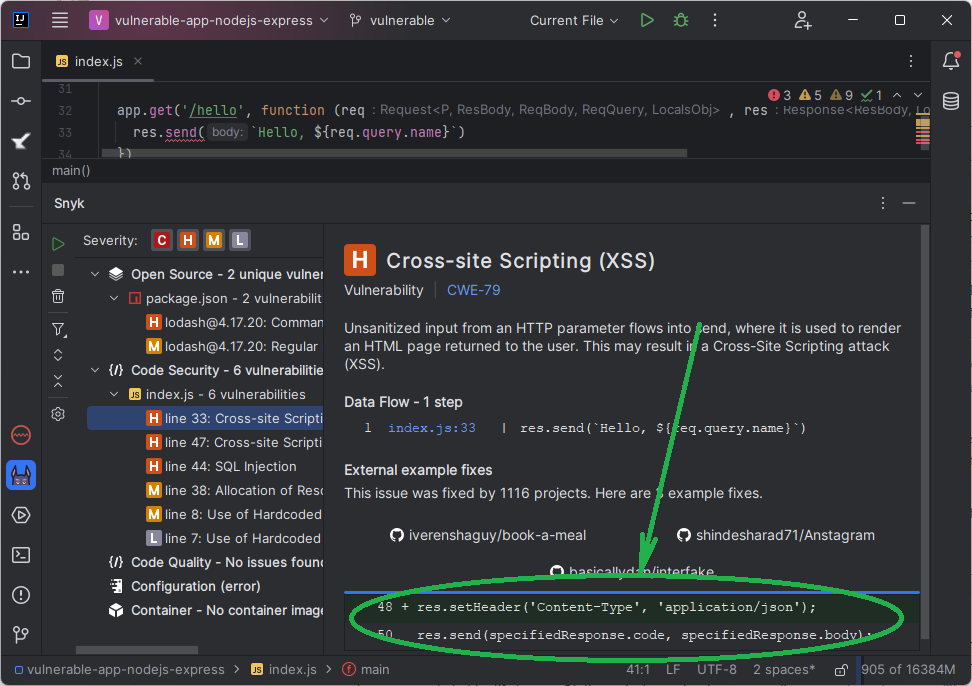 V vulnerable-app-nodejs-express vulnerable Current File
JS index.js
31
32 app.get('/hello', function (req : Request<P, ResBody, ReqBody, ReqQuery, LocalsObj> , res : Response<ResBody, Lo
3 5 9 1
33 res.send( body: `Hello, ${req.query.name}`)
34 })
main()
Snyk
Severity: C H M L
Open Source - 2 unique vulner
package.json - 2 vulnerabilit
H lodash@4.17.20: Comman
M lodash@4.17.20: Regular
Code Security - 6 vulnerabilitie
JS index.js - 6 vulnerabilities
H line 33: Cross-site Scripti
H line 47: Cross-site Scripti
H line 44: SQL Injection
M line 38: Allocation of Resc
M line 8: Use of Hardcoded
L line 7: Use of Hardcoded
Code Quality - No issues found
Configuration (error)
Container - No container image
H Cross-site Scripting (XSS)
Vulnerability CWE-79
Unsanitized input from an HTTP parameter flows into send, where it is used to render
an HTML page returned to the user. This may result in a Cross-Site Scripting attack
(XSS).
Data Flow - 1 step
1 index.js:33 | res.send(`Hello, ${req.query.name}`)
External example fixes
This issue was fixed by 1116 projects. Here are 3 example fixes.
iverenshaguy/book-a-meal shindesharad71/Anstagram
basicallydan/interfake
48 + res.setHeader('Content-Type', 'application/json');
50 res.send(specifiedResponse.code, specifiedResponse.body);
vulnerable-app-nodejs-express > JS index.js > f main 41:1 LF UTF-8 2 spaces* 905 of 16384M